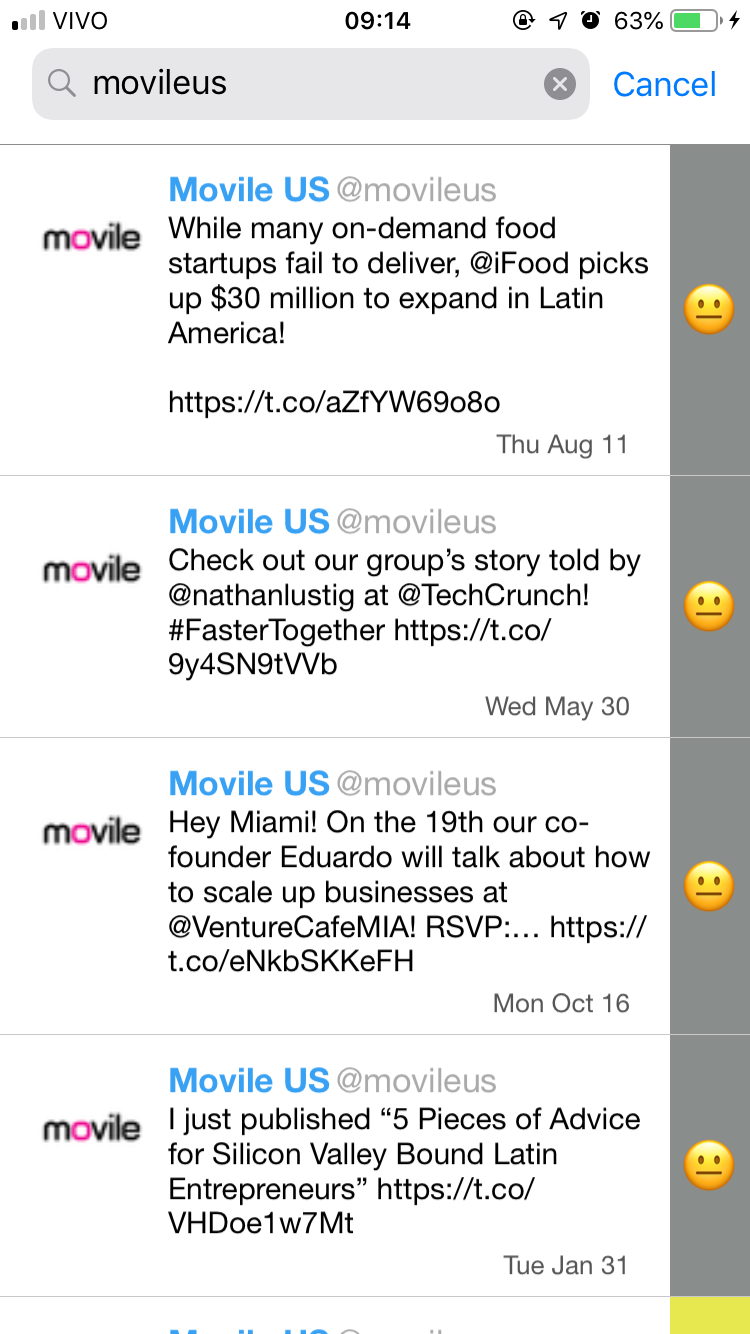 VIVO 09:14 63%
movileus Cancel
Movile US @movileus
movile
While many on-demand food
startups fail to deliver, @iFood picks
up $30 million to expand in Latin
America!
https://t.co/aZfYW69o8o
Thu Aug 11
Movile US @movileus
movile
Check out our group’s story told by
@nathanlustig at @TechCrunch!
#FasterTogether https://t.co/
9y4SN9tVVb
Wed May 30
Movile US @movileus
movile
Hey Miami! On the 19th our co-
founder Eduardo will talk about how
to scale up businesses at
@VentureCafeMIA! RSVP:… https://
t.co/eNkbSKKeFH
Mon Oct 16
Movile US @movileus
movile
I just published “5 Pieces of Advice
for Silicon Valley Bound Latin
Entrepreneurs” https://t.co/
VHDoe1w7Mt
Tue Jan 31